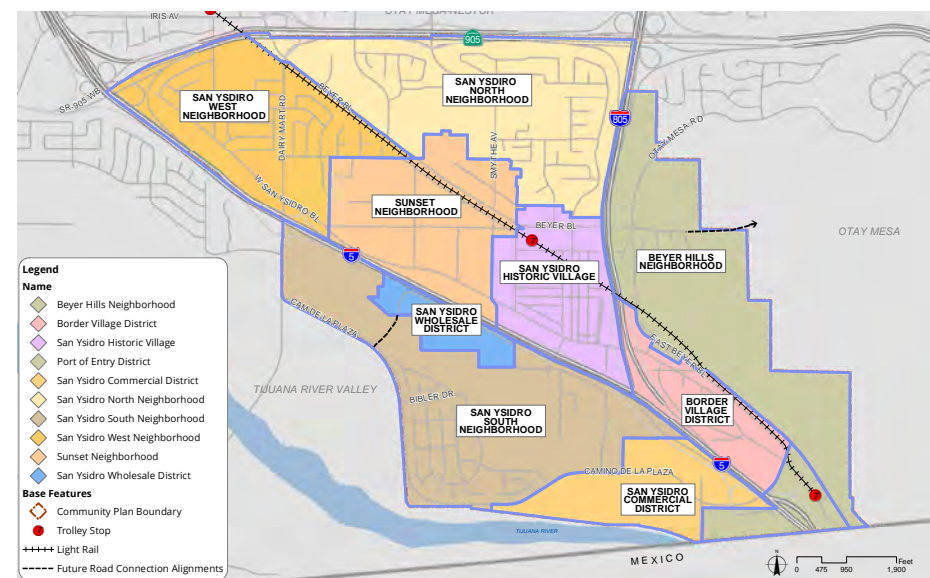 IRIS AV
OTAY MESA-NESTOR
905
SR-905 WB
SAN YSIDRO
WEST
NEIGHBORHOOD
BEYER BL
SAN YSIDRO
NORTH
NEIGHBORHOOD
805
DAIRY MART RD
SMYTHE AV
OTAY MESA RD
W SAN YSIDRO BL
SUNSET
NEIGHBORHOOD
BEYER BL
OTAY MESA
5
SAN YSIDRO
HISTORIC VILLAGE
BEYER HILLS
NEIGHBORHOOD
CAM DE LA PLAZA
SAN YSIDRO
WHOLESALE
DISTRICT
EAST BEYER BL
TIJUANA RIVER VALLEY
BIBLER DR
SAN YSIDRO
SOUTH
NEIGHBORHOOD
BORDER
VILLAGE
DISTRICT
5
CAMINO DE LA PLAZA
SAN YSIDRO
COMMERCIAL
DISTRICT
TIJUANA RIVER
MEXICO
Legend
Name
Beyer Hills Neighborhood
Border Village District
San Ysidro Historic Village
Port of Entry District
San Ysidro Commercial District
San Ysidro North Neighborhood
San Ysidro South Neighborhood
San Ysidro West Neighborhood
Sunset Neighborhood
San Ysidro Wholesale District
Base Features
Community Plan Boundary
Trolley Stop
Light Rail
Future Road Connection Alignments
N
Feet
0 475 950 1,900